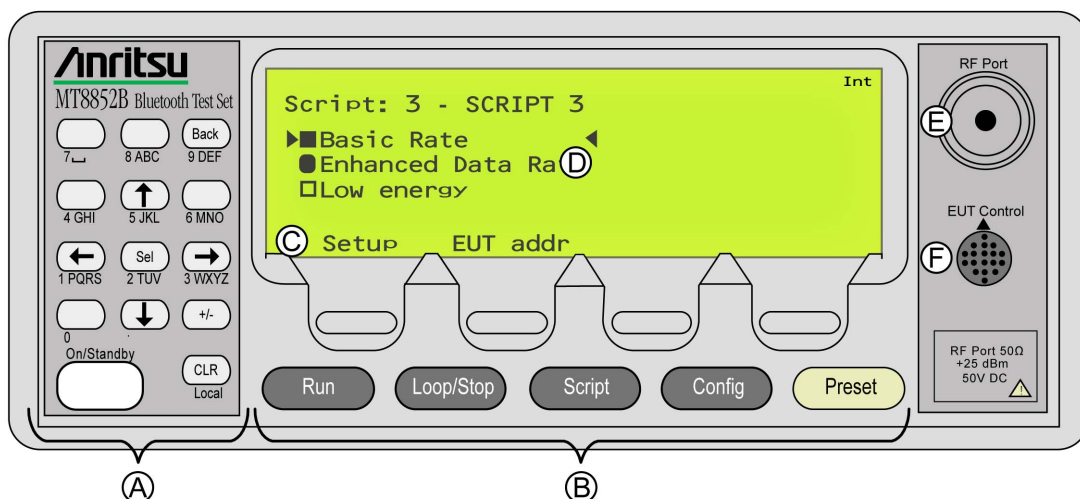 Anritsu
MT8852B Bluetooth Test Set
Back
7 8 ABC 9 DEF
4 GHI 5 JKL 6 MNO
Sel
1 PQRS 2 TUV 3 WXYZ
+/-
0 .
On/Standby
CLR
Local
A
Int
Script: 3 - SCRIPT 3
Basic Rate
Enhanced Data Ra D
Low energy
C Setup EUT addr
Run Loop/Stop Script Config Preset
B
RF Port
E
EUT Control
F
RF Port 50Ω
+25 dBm
50V DC
!